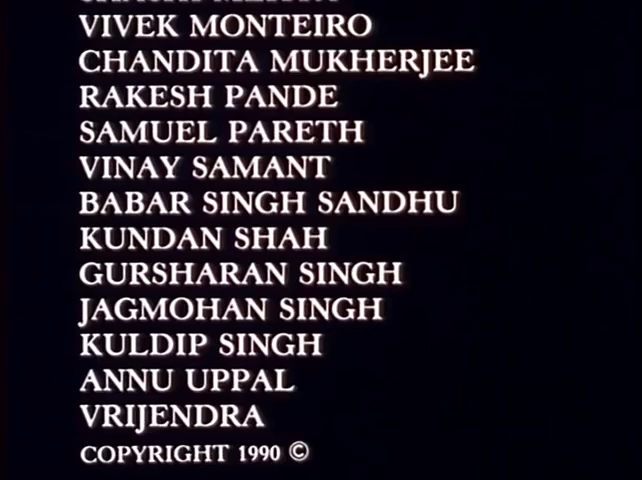 VIVEK MONTEIRO
CHANDITA MUKHERJEE
RAKESH PANDE
SAMUEL PARETH
VINAY SAMANT
BABAR SINGH SANDHU
KUNDAN SHAH
GURSHARAN SINGH
JAGMOHAN SINGH
KULDIP SINGH
ANNU UPPAL
VRIJENDRA
COPYRIGHT 1990 ©